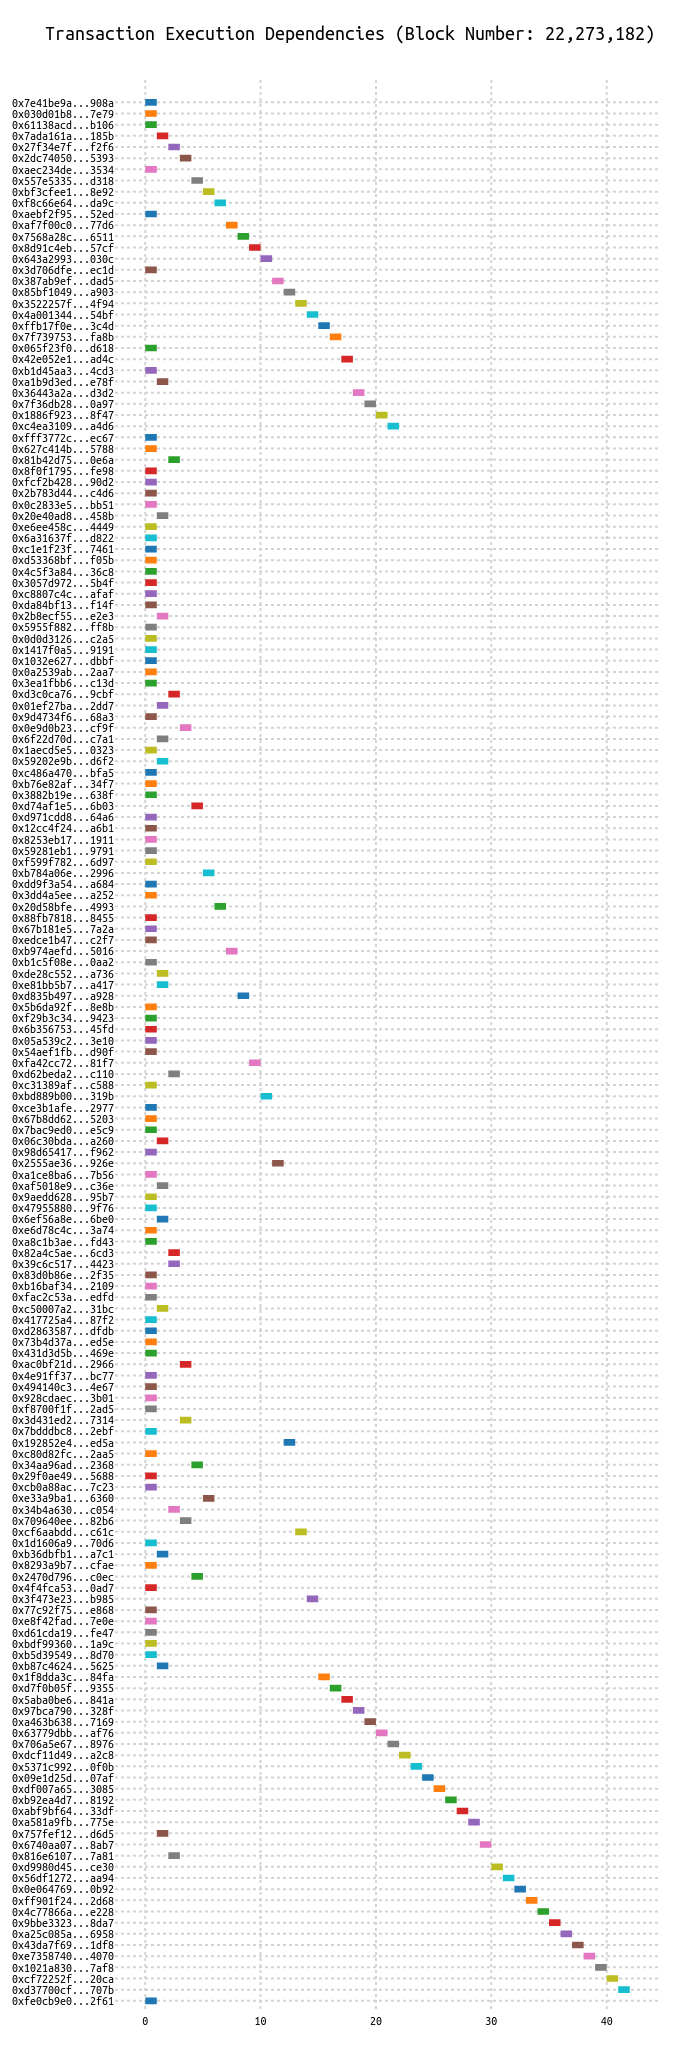 Transaction Execution Dependencies (Block Number: 22,273,182)
0x7e41be9a...908a
0x030d01b8...7e79
0x61138acd...b106
0x7ada161a...185b
0x27f34e7f...f2f6
0x2dc74050...5393
0xaec234de...3534
0x557e5335...d318
0xbf3cfee1...8e92
0xf8c66e64...da9c
0xaebf2f95...52ed
0xaf7f00c0...77d6
0x7568a28c...6511
0x8d91c4eb...57cf
0x643a2993...030c
0x3d706dfe...ec1d
0x387ab9ef...dad5
0x85bf1049...a903
0x3522257f...4f94
0x4a001344...54bf
0xffb17f0e...3c4d
0x7f739753...fa8b
0x065f23f0...d618
0x42e052e1...ad4c
0xb1d45aa3...4cd3
0xa1b9d3ed...e78f
0x36443a2a...d3d2
0x7f36db28...0a97
0x1886f923...8f47
0xc4ea3109...a4d6
0xfff3772c...ec67
0x627c414b...5788
0x81b42d75...0e6a
0x8f0f1795...fe98
0xfcf2b428...90d2
0x2b783d44...c4d6
0x0c2833e5...bb51
0x20e40ad8...458b
0xe6ee458c...4449
0x6a31637f...d822
0xc1e1f23f...7461
0xd53368bf...f05b
0x4c5f3a84...36c8
0x3057d972...5b4f
0xc8807c4c...afaf
0xda84bf13...f14f
0x2b8ecf55...e2e3
0x5955f882...ff8b
0x0d0d3126...c2a5
0x1417f0a5...9191
0x1032e627...dbbf
0x0a2539ab...2aa7
0x3ea1fbb6...c13d
0xd3c0ca76...9cbf
0x01ef27ba...2dd7
0x9d4734f6...68a3
0x0e9d0b23...cf9f
0x6f22d70d...c7a1
0x1aecd5e5...0323
0x59202e9b...d6f2
0xc486a470...bfa5
0xb76e82af...34f7
0x3882b19e...638f
0xd74af1e5...6b03
0xd971cdd8...64a6
0x12cc4f24...a6b1
0x8253eb17...1911
0x59281eb1...9791
0xf599f782...6d97
0xb784a06e...2996
0xdd9f3a54...a684
0x3dd4a5ee...a252
0x20d58bfe...4993
0x88fb7818...8455
0x67b181e5...7a2a
0xedce1b47...c2f7
0xb974aefd...5016
0xb1c5f08e...0aa2
0xde28c552...a736
0xe81bb5b7...a417
0xd835b497...a928
0x5b6da92f...8e8b
0xf29b3c34...9423
0x6b356753...45fd
0x05a539c2...3e10
0x54aef1fb...d90f
0xfa42cc72...81f7
0xd62beda2...c110
0xc31389af...c588
0xbd889b00...319b
0xce3b1afe...2977
0x67b8dd62...5203
0x7bac9ed0...e5c9
0x06c30bda...a260
0x98d65417...f962
0x2555ae36...926e
0xa1ce8ba6...7b56
0xaf5018e9...c36e
0x9aedd628...95b7
0x47955880...9f76
0x6ef56a8e...6be0
0xe6d78c4c...3a74
0xa8c1b3ae...fd43
0x82a4c5ae...6cd3
0x39c6c517...4423
0x83d0b86e...2f35
0xb16baf34...2109
0xfac2c53a...edfd
0xc50007a2...31bc
0x417725a4...87f2
0xd2863587...dfdb
0x73b4d37a...ed5e
0x431d3d5b...469e
0xac0bf21d...2966
0x4e91ff37...bc77
0x494140c3...4e67
0x928cdaec...3b01
0xf8700f1f...2ad5
0x3d431ed2...7314
0x7bdddbc8...2ebf
0x192852e4...ed5a
0xc80d82fc...2aa5
0x34aa96ad...2368
0x29f0ae49...5688
0xcb0a88ac...7c23
0xe33a9ba1...6360
0x34b4a630...c054
0x709640ee...82b6
0xcf6aabdd...c61c
0x1d1606a9...70d6
0xb36dbfb1...a7c1
0x8293a9b7...cfae
0x2470d796...c0ec
0x4f4fca53...0ad7
0x3f473e23...b985
0x77c92f75...e868
0xe8f42fad...7e0e
0xd61cda19...fe47
0xbdf99360...1a9c
0xb5d39549...8d70
0xb87c4624...5625
0x1f8dda3c...84fa
0xd7f0b05f...9355
0x5aba0be6...841a
0x97bca790...328f
0xa463b638...7169
0x63779dbb...af76
0x706a5e67...8976
0xdcf11d49...a2c8
0x5371c992...0f0b
0x09e1d25d...07af
0xdf007a65...3085
0xb92ea4d7...8192
0xabf9bf64...33df
0xa581a9fb...775e
0x757fef12...d6d5
0x6740aa07...8ab7
0x816e6107...7a81
0xd9980d45...ce30
0x56df1272...aa94
0x0e064769...0b92
0xff901f24...2d68
0x4c77866a...e228
0x9bbe3323...8da7
0xa25c085a...6958
0x43da7f69...1df8
0xe7358740...4070
0x1021a830...7af8
0xcf72252f...20ca
0xd37700cf...707b
0xfe0cb9e0...2f61
0 10 20 30 40